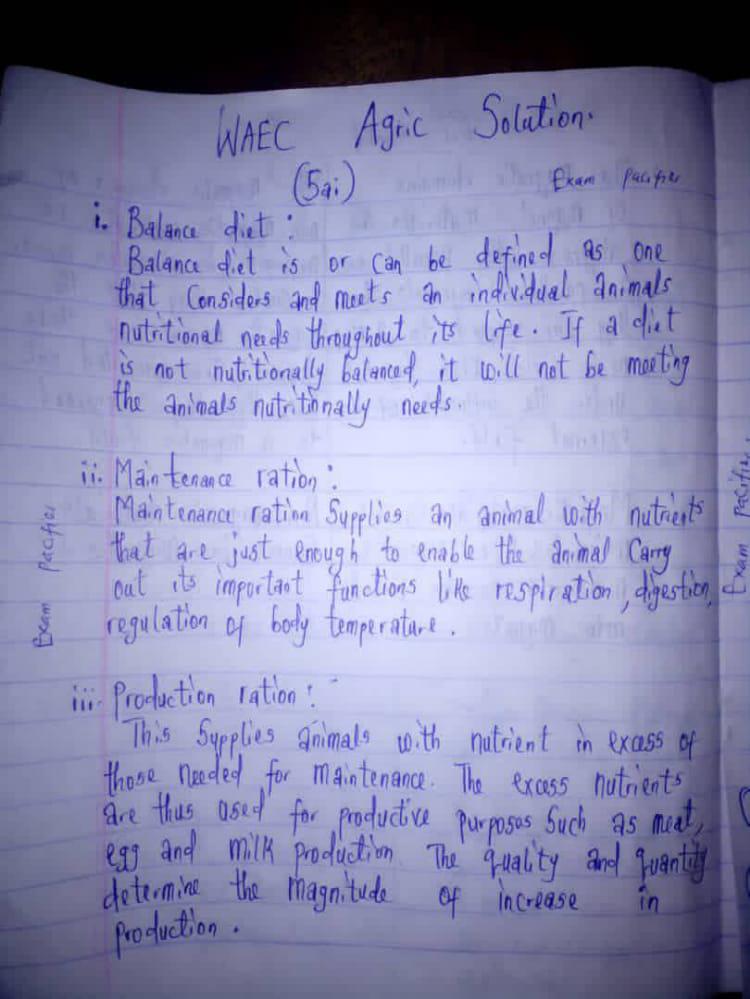 WAEC Agric Solution.
(5ai)
Exam Pacifier
i. Balance diet :
Balance diet is or can be defined as one
that Considers and meets an individual animals
nutritional needs throughout its life. If a diet
is not nutritionally balanced, it will not be meeting
the animals nutritionally needs.
ii. Maintenance ration :
Maintenance ration Supplies an animal with nutrients
that are just enough to enable the animal Carry
out its important functions like respiration, digestion,
regulation of body temperature.
Exam Pacifier
Exam Pacifier
iii. Production ration :
This Supplies animals with nutrient in excess of
those needed for maintenance. The excess nutrients
are thus used for productive purposes Such as meat,
egg and milk production The quality and quantity
determine the magnitude of increase in
production.